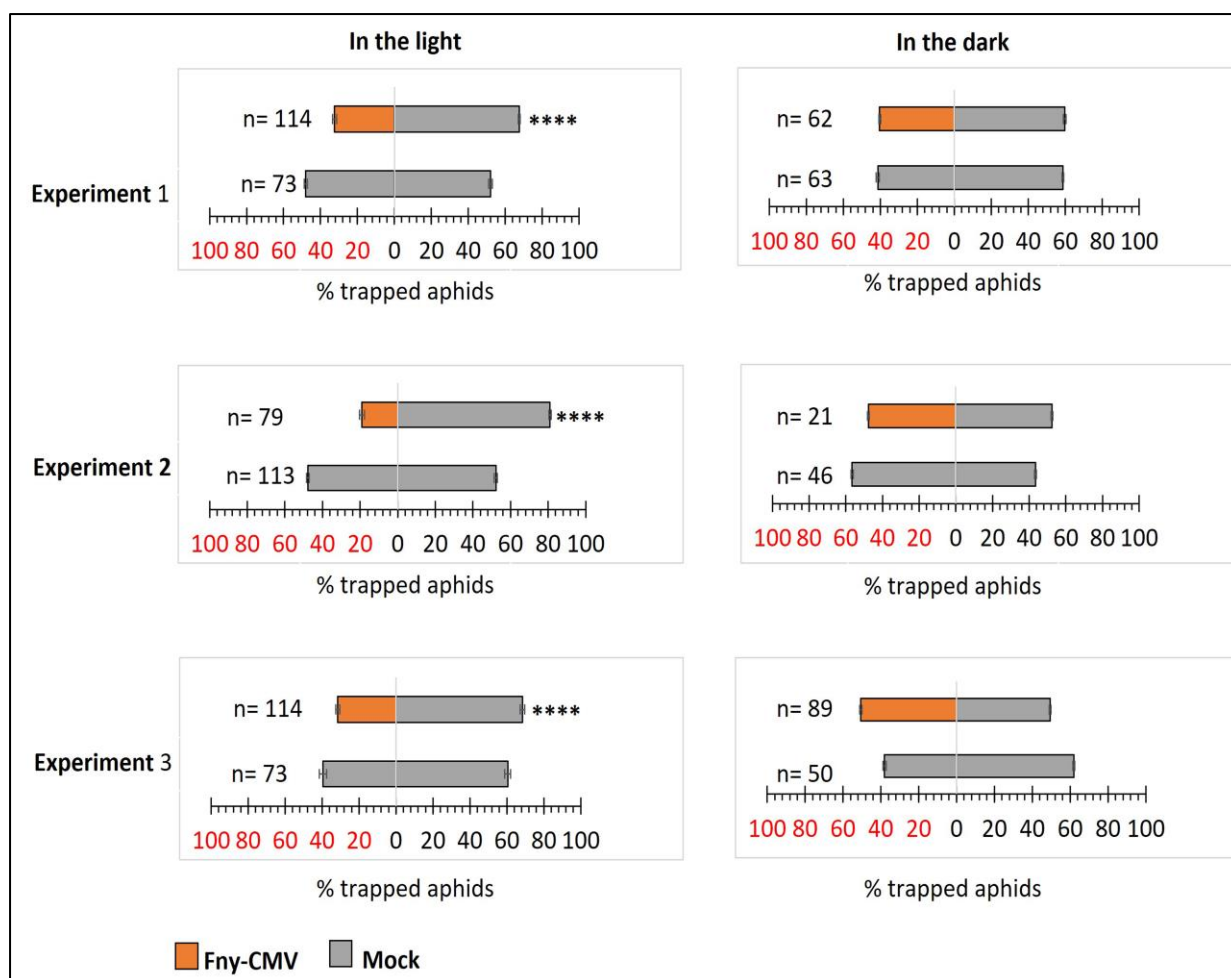 In the light
In the dark
Experiment 1
n= 114
****
n= 73
100 80 60 40 20 0 20 40 60 80 100
% trapped aphids
n= 62
n= 63
100 80 60 40 20 0 20 40 60 80 100
% trapped aphids
Experiment 2
n= 79
****
n= 113
100 80 60 40 20 0 20 40 60 80 100
% trapped aphids
n= 21
n= 46
100 80 60 40 20 0 20 40 60 80 100
% trapped aphids
Experiment 3
n= 114
****
n= 73
100 80 60 40 20 0 20 40 60 80 100
% trapped aphids
n= 89
n= 50
100 80 60 40 20 0 20 40 60 80 100
% trapped aphids
Fny-CMV
Mock